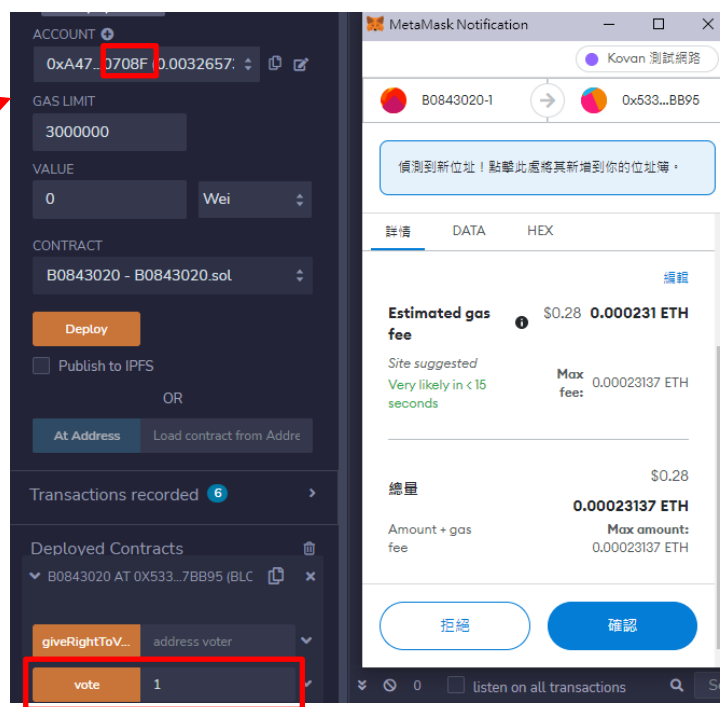 ACCOUNT
0xA47...0708F (0.00326573
GAS LIMIT
3000000
VALUE
0
Wei
CONTRACT
B0843020 - B0843020.sol
Deploy
Publish to IPFS
OR
At Address
Load contract from Addre
Transactions recorded 6
Deployed Contracts
B0843020 AT 0X533...7BB95 (BLC
giveRightToV...
address voter
vote
1
MetaMask Notification
Kovan 測試網路
B0843020-1
0x533...BB95
偵測到新位址!點擊此處將其新增到你的位址簿。
詳情
DATA
HEX
編輯
Estimated gas fee
$0.28 0.000231 ETH
Site suggested
Very likely in < 15 seconds
Max fee: 0.00023137 ETH
總量
$0.28
0.00023137 ETH
Amount + gas fee
Max amount:
0.00023137 ETH
拒絕
確認
0
listen on all transactions